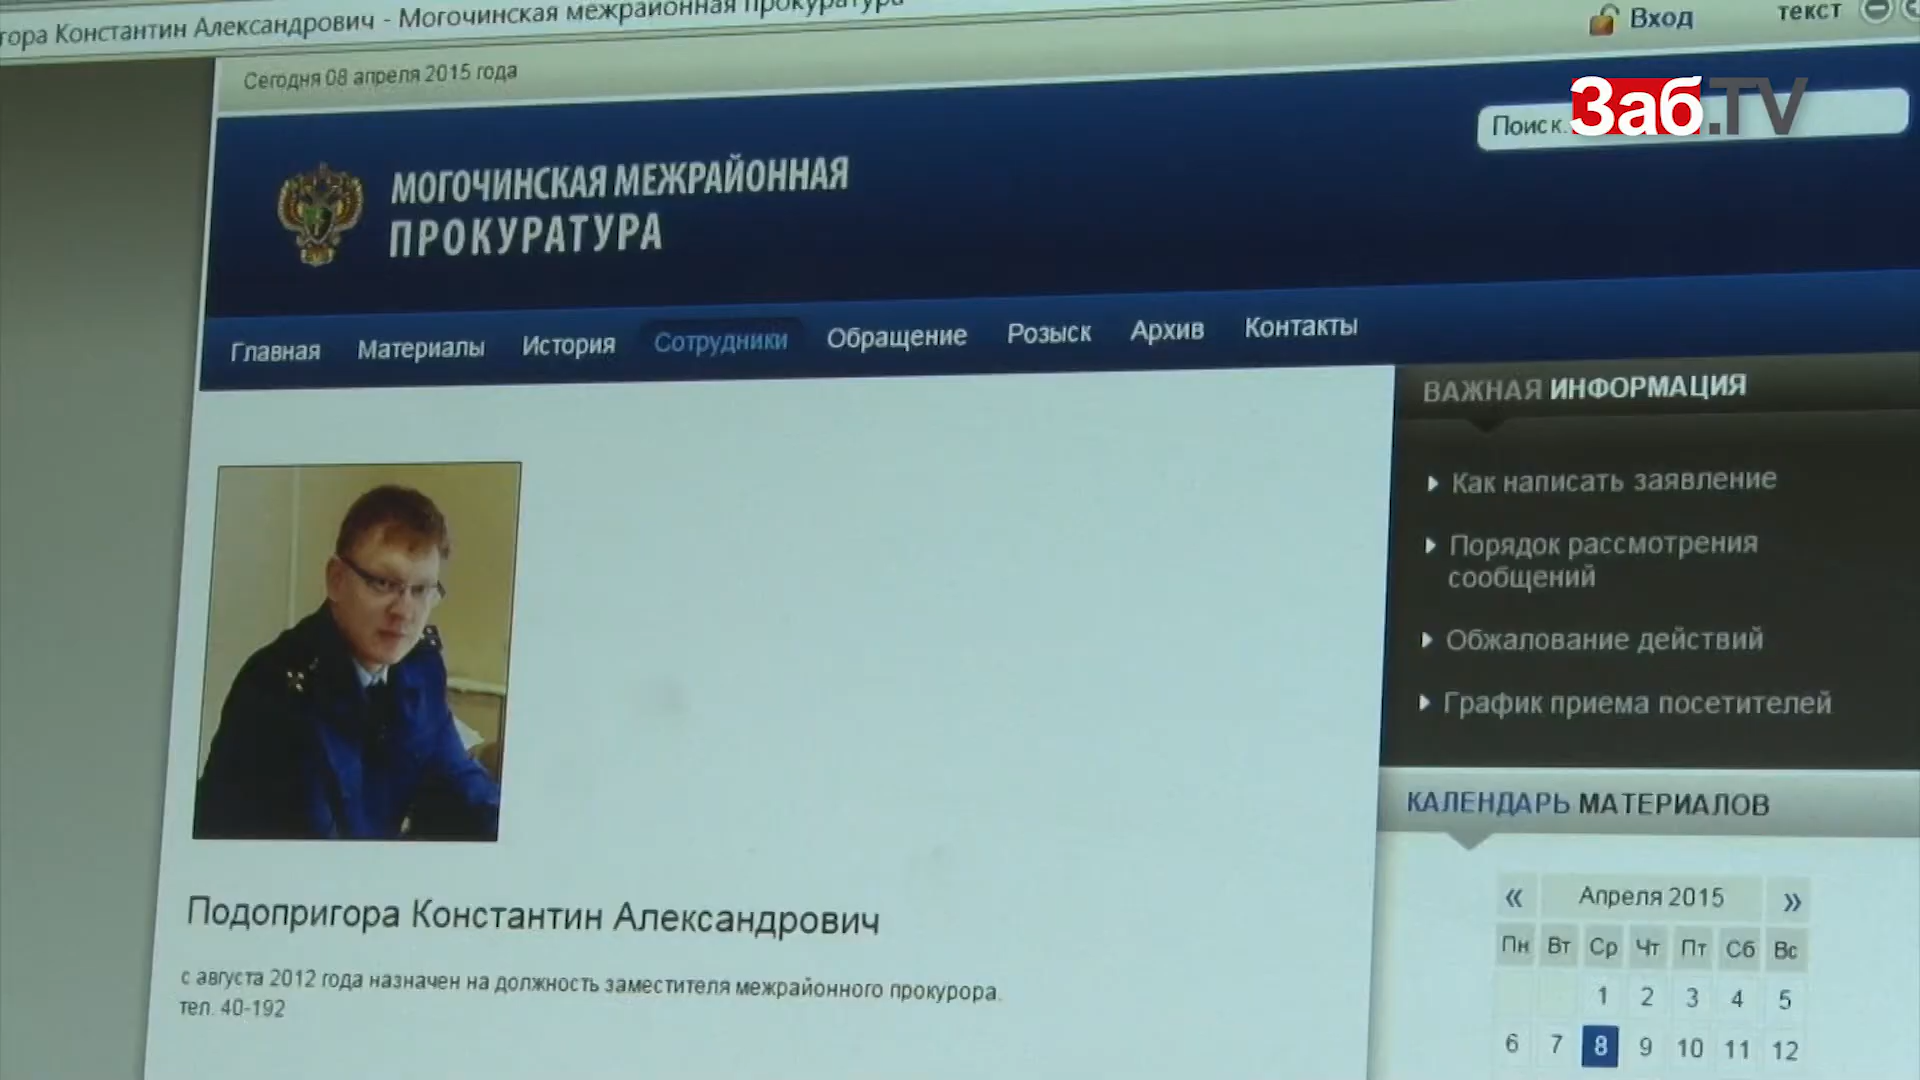 гора Константин Александрович - Могочинская межрайонная прокуратура
Вход
текст
Сегодня 08 апреля 2015 года
Поиск.
Заб.TV
МОГОЧИНСКАЯ МЕЖРАЙОННАЯ
ПРОКУРАТУРА
Главная Материалы История Сотрудники Обращение Розыск Архив Контакты
ВАЖНАЯ ИНФОРМАЦИЯ
Как написать заявление
Порядок рассмотрения
сообщений
Обжалование действий
График приема посетителей
КАЛЕНДАРЬ МАТЕРИАЛОВ
« Апреля 2015 »
Пн Вт Ср Чт Пт Сб Вс
1 2 3 4 5
6 7 8 9 10 11 12
Подопригора Константин Александрович
с августа 2012 года назначен на должность заместителя межрайонного прокурора.
тел. 40-192